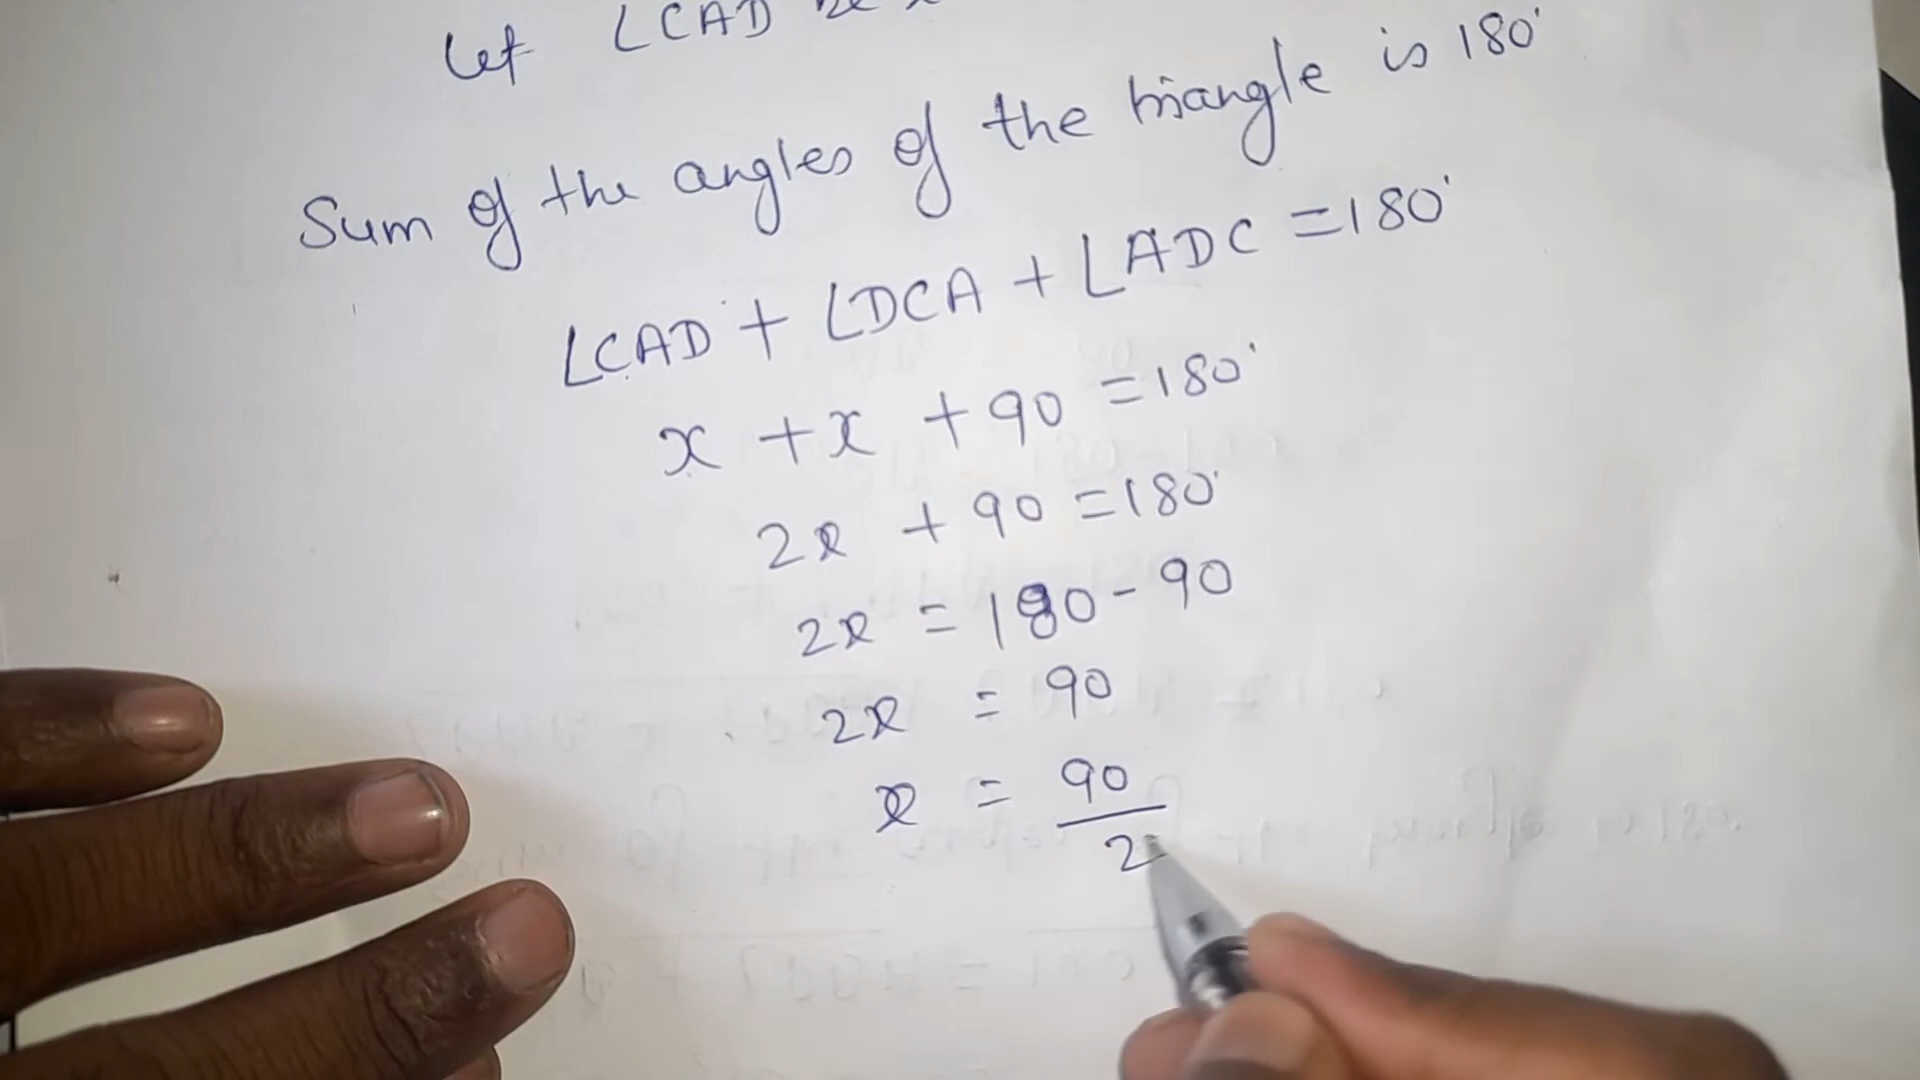 Let ∠CAD be x
Sum of the angles of the triangle is 180°
∠CAD + ∠DCA + ∠ADC = 180°
x + x + 90 = 180°
2x + 90 = 180°
2x = 180 - 90
2x = 90
x = 90/2